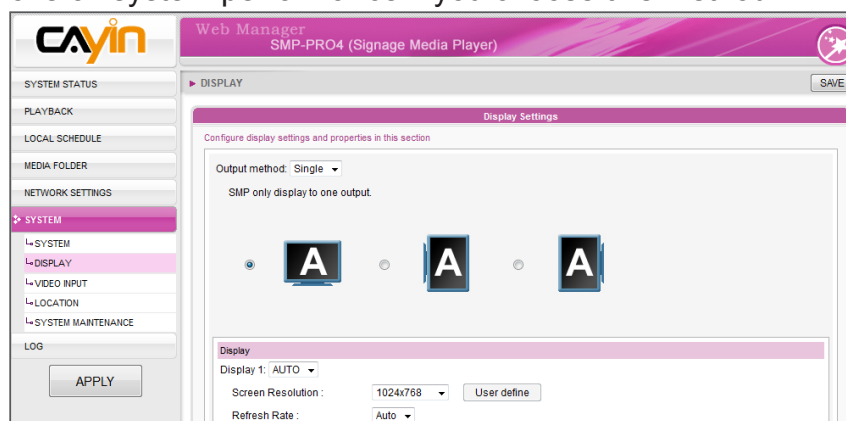 CAYIN
Web Manager
SMP-PRO4 (Signage Media Player)
SYSTEM STATUS
PLAYBACK
LOCAL SCHEDULE
MEDIA FOLDER
NETWORK SETTINGS
SYSTEM
SYSTEM
DISPLAY
VIDEO INPUT
LOCATION
SYSTEM MAINTENANCE
LOG
APPLY
DISPLAY
SAVE
Display Settings
Configure display settings and properties in this section
Output method: Single
SMP only display to one output.
A A A
Display
Display 1: AUTO
Screen Resolution : 1024x768 User define
Refresh Rate : Auto